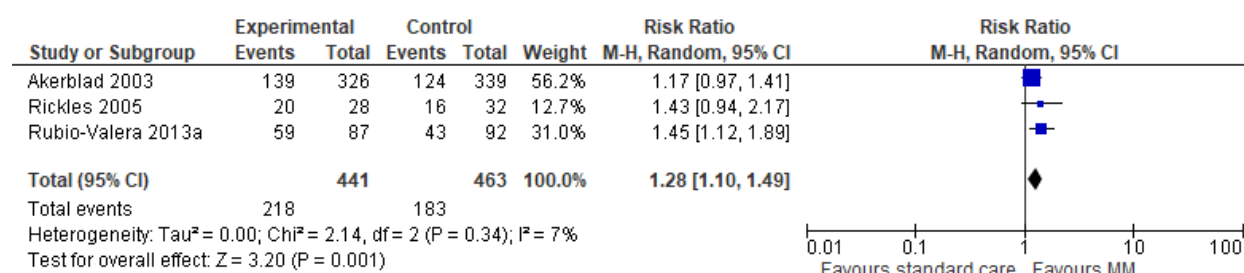 Experimental Control Risk Ratio Risk Ratio
Study or Subgroup Events Total Events Total Weight M-H, Random, 95% CI M-H, Random, 95% CI
Akerblad 2003 139 326 124 339 56.2% 1.17 [0.97, 1.41]
Rickles 2005 20 28 16 32 12.7% 1.43 [0.94, 2.17]
Rubio-Valera 2013a 59 87 43 92 31.0% 1.45 [1.12, 1.89]
Total (95% CI) 441 463 100.0% 1.28 [1.10, 1.49]
Total events 218 183
Heterogeneity: Tau² = 0.00; Chi² = 2.14, df = 2 (P = 0.34); I² = 7%
Test for overall effect: Z = 3.20 (P = 0.001)
0.01 0.1 1 10 100
Favours standard care Favours MM